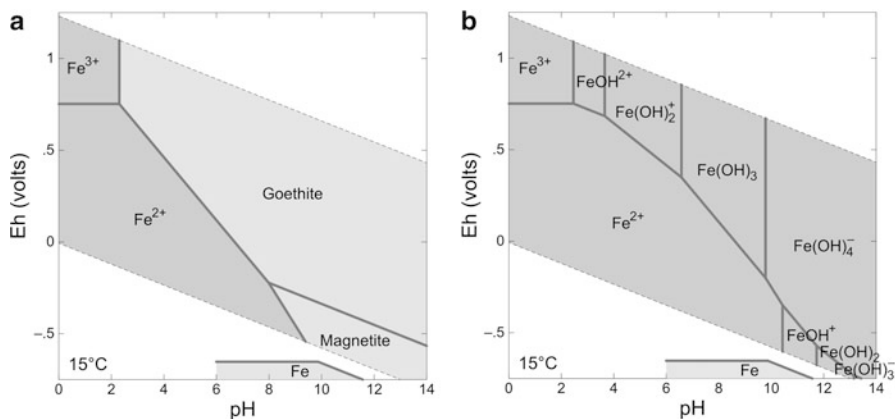 a
Eh (volts)
1
.5
0
–.5
Fe³⁺
Goethite
Fe²⁺
Magnetite
15°C
Fe
0 2 4 6 8 10 12 14
pH
b
Eh (volts)
1
.5
0
–.5
Fe³⁺
FeOH²⁺
Fe(OH)₂⁺
Fe(OH)₃
Fe²⁺
Fe(OH)₄⁻
FeOH⁺
Fe(OH)₂
Fe(OH)₃⁻
15°C
Fe
0 2 4 6 8 10 12 14
pH